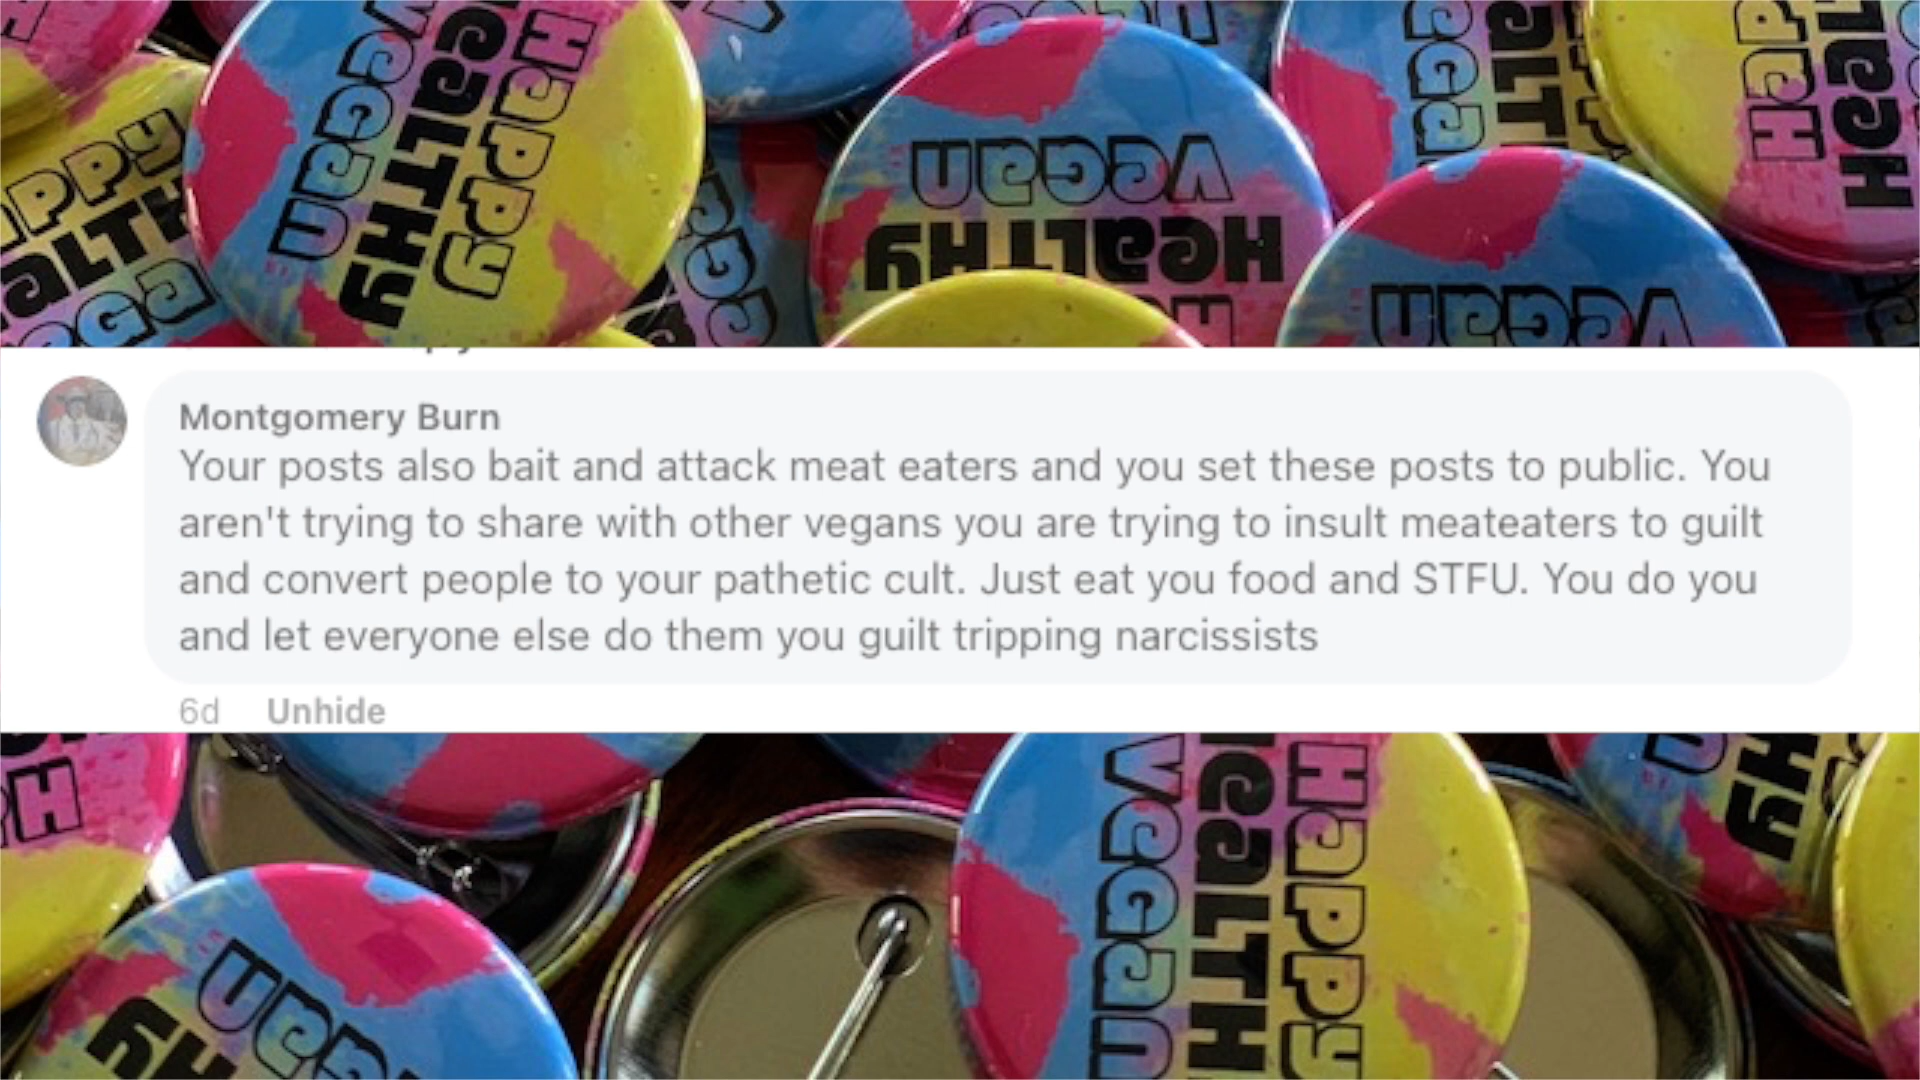 Happy
Healthy
Vegan
Vegan
Healthy
Vegan
Montgomery Burn
Your posts also bait and attack meat eaters and you set these posts to public. You
aren't trying to share with other vegans you are trying to insult meateaters to guilt
and convert people to your pathetic cult. Just eat you food and STFU. You do you
and let everyone else do them you guilt tripping narcissists
6d Unhide
Happy
Healthy
Vegan